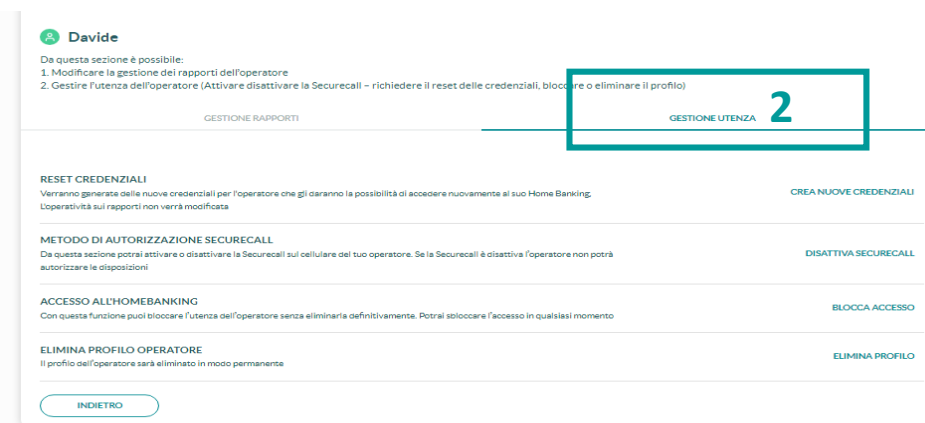 Davide
Da questa sezione è possibile:
1. Modificare la gestione dei rapporti dell'operatore
2. Gestire l'utenza dell'operatore (Attivare disattivare la Securecall – richiedere il reset delle credenziali, bloccare o eliminare il profilo)
2
GESTIONE RAPPORTI
GESTIONE UTENZA
RESET CREDENZIALI
Verranno generate delle nuove credenziali per l'operatore che gli daranno la possibilità di accedere nuovamente al suo Home Banking.
L'operatività sui rapporti non verrà modificata
CREA NUOVE CREDENZIALI
METODO DI AUTORIZZAZIONE SECURECALL
Da questa sezione potrai attivare o disattivare la Securecall sul cellulare del tuo operatore. Se la Securecall è disattiva l'operatore non potrà
autorizzare le disposizioni
DISATTIVA SECURECALL
ACCESSO ALL'HOMEBANKING
Con questa funzione puoi bloccare l'utenza dell'operatore senza eliminarla definitivamente. Potrai sbloccare l'accesso in qualsiasi momento
BLOCCA ACCESSO
ELIMINA PROFILO OPERATORE
Il profilo dell'operatore sarà eliminato in modo permanente
ELIMINA PROFILO
INDIETRO